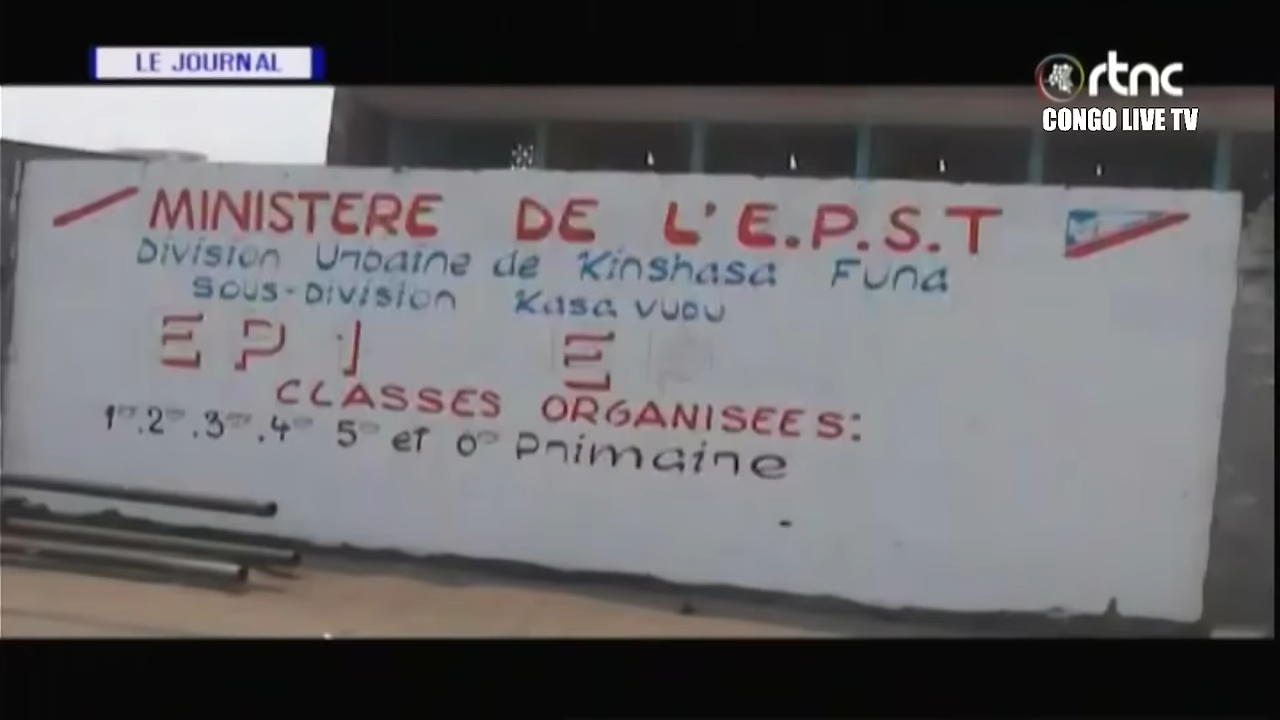 LE JOURNAL
rtnc
CONGO LIVE TV
MINISTERE DE L'E.P.S.T
Division Urbaine de Kinshasa Funa
Sous-Division Kasa vubu
E P 1 E
CLASSES ORGANISEES:
1re.2e.3e.4e 5e et 6e Primaire